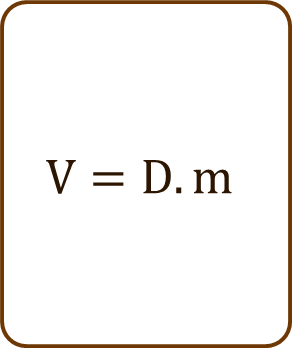 V = D. m